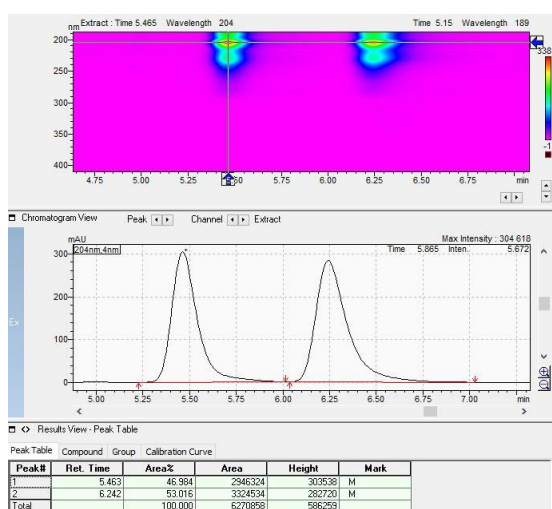 nm Extract : Time 5.465 Wavelength 204 Time 5.15 Wavelength 189
200
250
300
350
400
338
-1
4.75 5.00 5.25 5.50 5.75 6.00 6.25 6.50 6.75 min
Chromatogram View Peak Channel Extract
mAU Max Intensity : 304 618
204nm,4nm Time 5.865 Inten. 5.672
300
200
100
0
Ex
5.00 5.25 5.50 5.75 6.00 6.25 6.50 6.75 7.00 min
Results View - Peak Table
Peak Table Compound Group Calibration Curve
Peak# Ret. Time Area% Area Height Mark
1 5.463 46.984 2946324 303538 M
2 6.242 53.016 3324534 282720 M
Total 100.000 6270858 586259